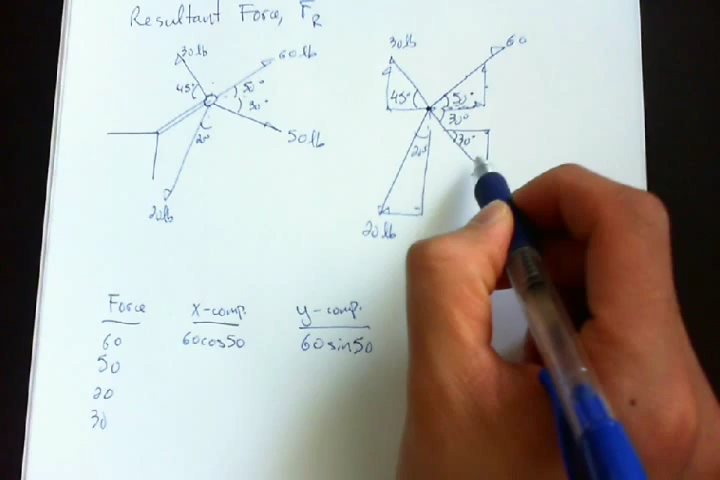 Resultant Force, FR
30lb
60lb
45°
50°
30°
20°
50lb
20lb
30lb
60
45°
50°
30°
30°
20°
20lb
Force x-comp. y-comp.
60 60cos50 60sin50
50
20
30